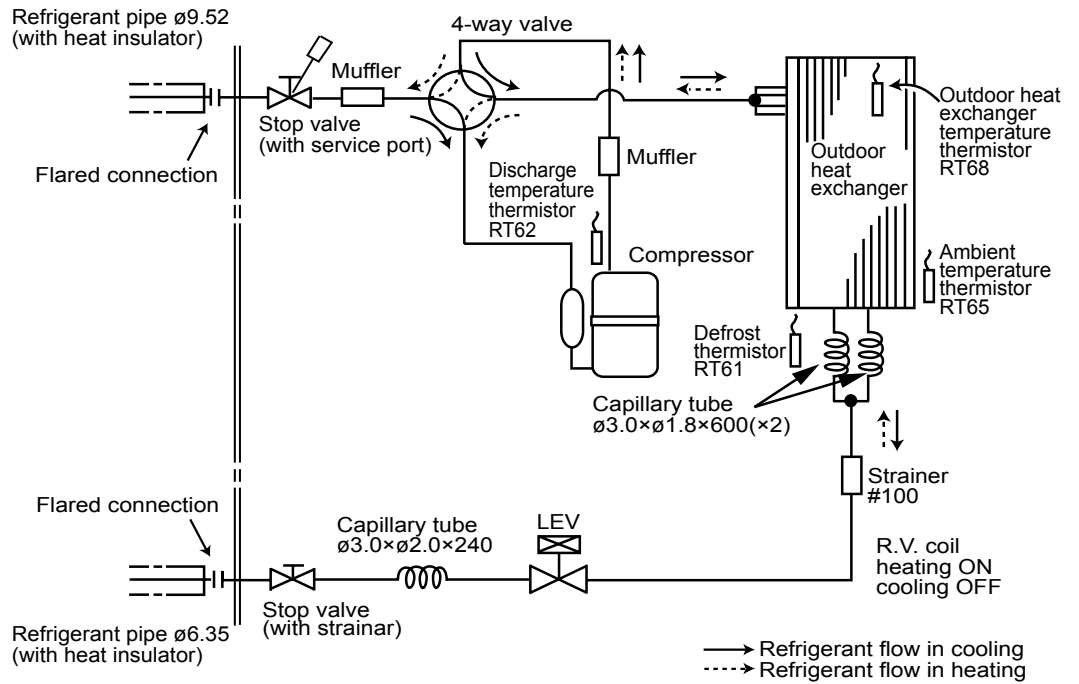 Refrigerant pipe ø9.52
(with heat insulator)
4-way valve
Muffler
Stop valve
(with service port)
Flared connection
Discharge
temperature
thermistor
RT62
Muffler
Compressor
Outdoor
heat
exchanger
Outdoor heat
exchanger
temperature
thermistor
RT68
Ambient
temperature
thermistor
RT65
Defrost
thermistor
RT61
Capillary tube
ø3.0×ø1.8×600(×2)
Strainer
#100
Flared connection
Capillary tube
ø3.0×ø2.0×240
LEV
R.V. coil
heating ON
cooling OFF
Stop valve
(with strainar)
Refrigerant pipe ø6.35
(with heat insulator)
Refrigerant flow in cooling
Refrigerant flow in heating